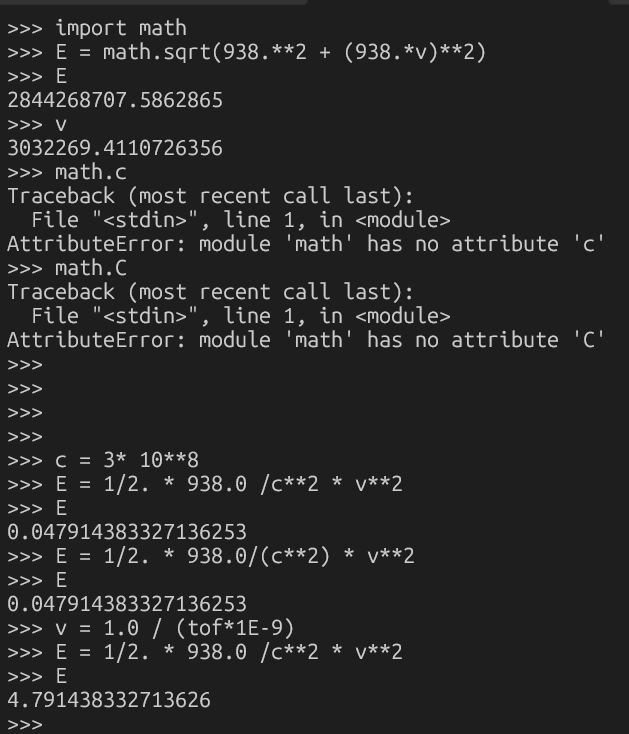 >>> import math
>>> E = math.sqrt(938.**2 + (938.*v)**2)
>>> E
2844268707.5862865
>>> v
3032269.4110726356
>>> math.c
Traceback (most recent call last):
  File "<stdin>", line 1, in <module>
AttributeError: module 'math' has no attribute 'c'
>>> math.C
Traceback (most recent call last):
  File "<stdin>", line 1, in <module>
AttributeError: module 'math' has no attribute 'C'
>>>
>>>
>>>
>>>
>>> c = 3* 10**8
>>> E = 1/2. * 938.0 /c**2 * v**2
>>> E
0.047914383327136253
>>> E = 1/2. * 938.0/(c**2) * v**2
>>> E
0.047914383327136253
>>> v = 1.0 / (tof*1E-9)
>>> E = 1/2. * 938.0 /c**2 * v**2
>>> E
4.791438332713626
>>>